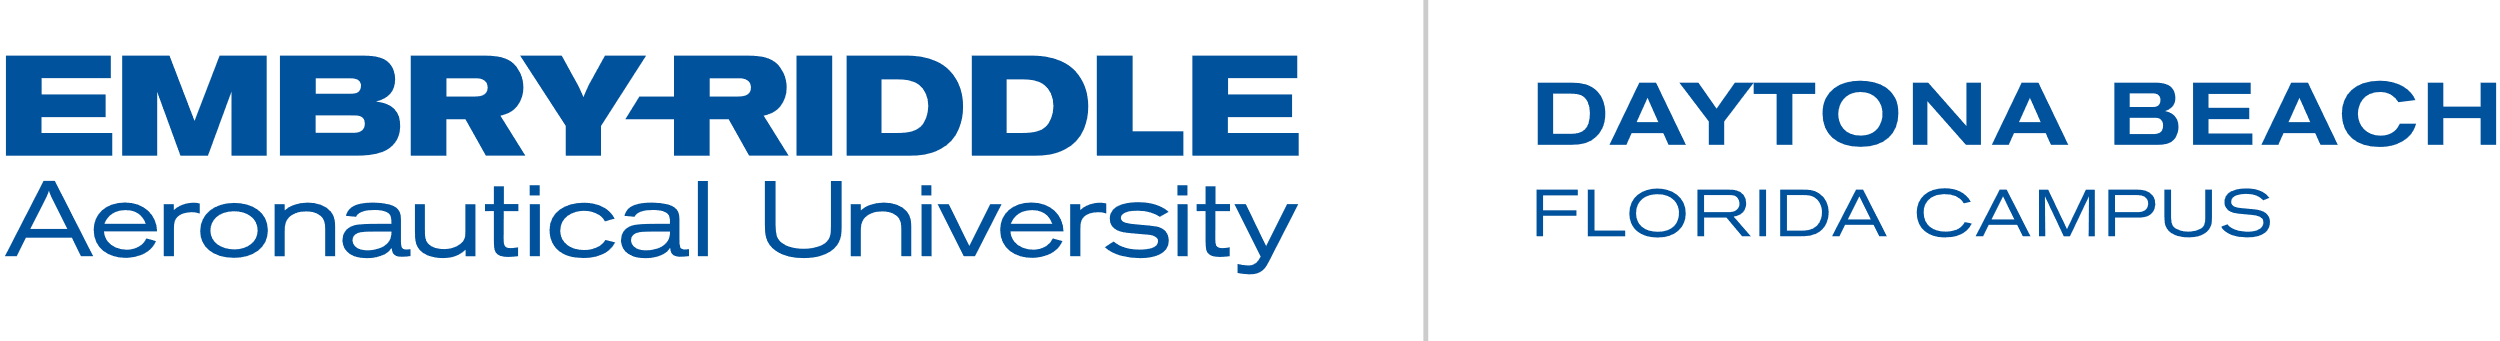 EMBRY-RIDDLE
Aeronautical University
DAYTONA BEACH
FLORIDA CAMPUS